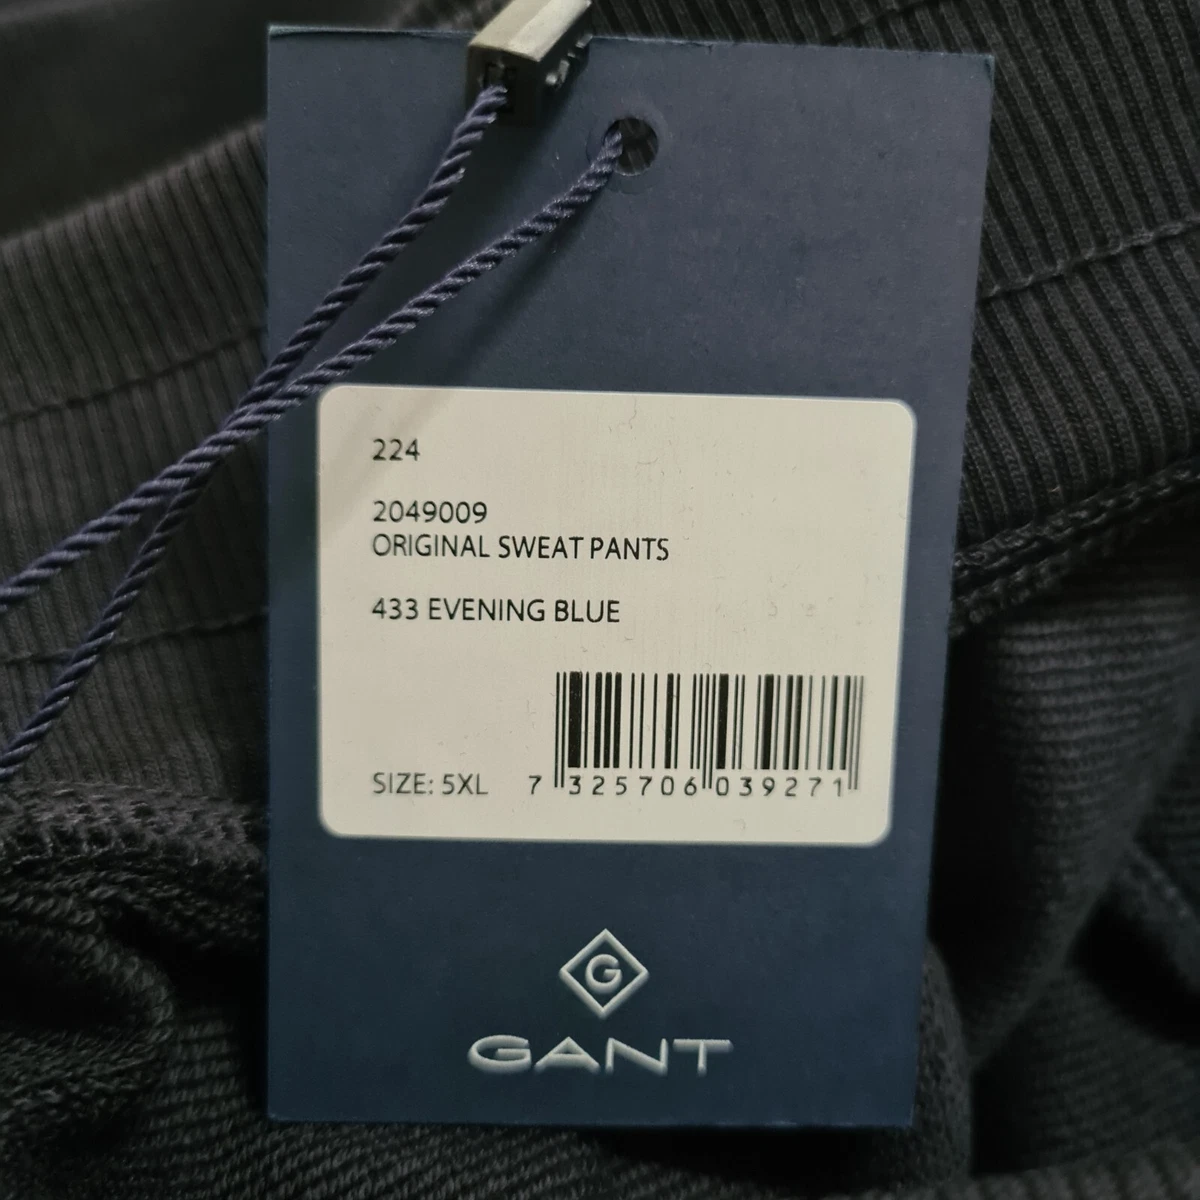 224
2049009
ORIGINAL SWEAT PANTS
433 EVENING BLUE
SIZE: 5XL
7 325706 039271
G
GANT